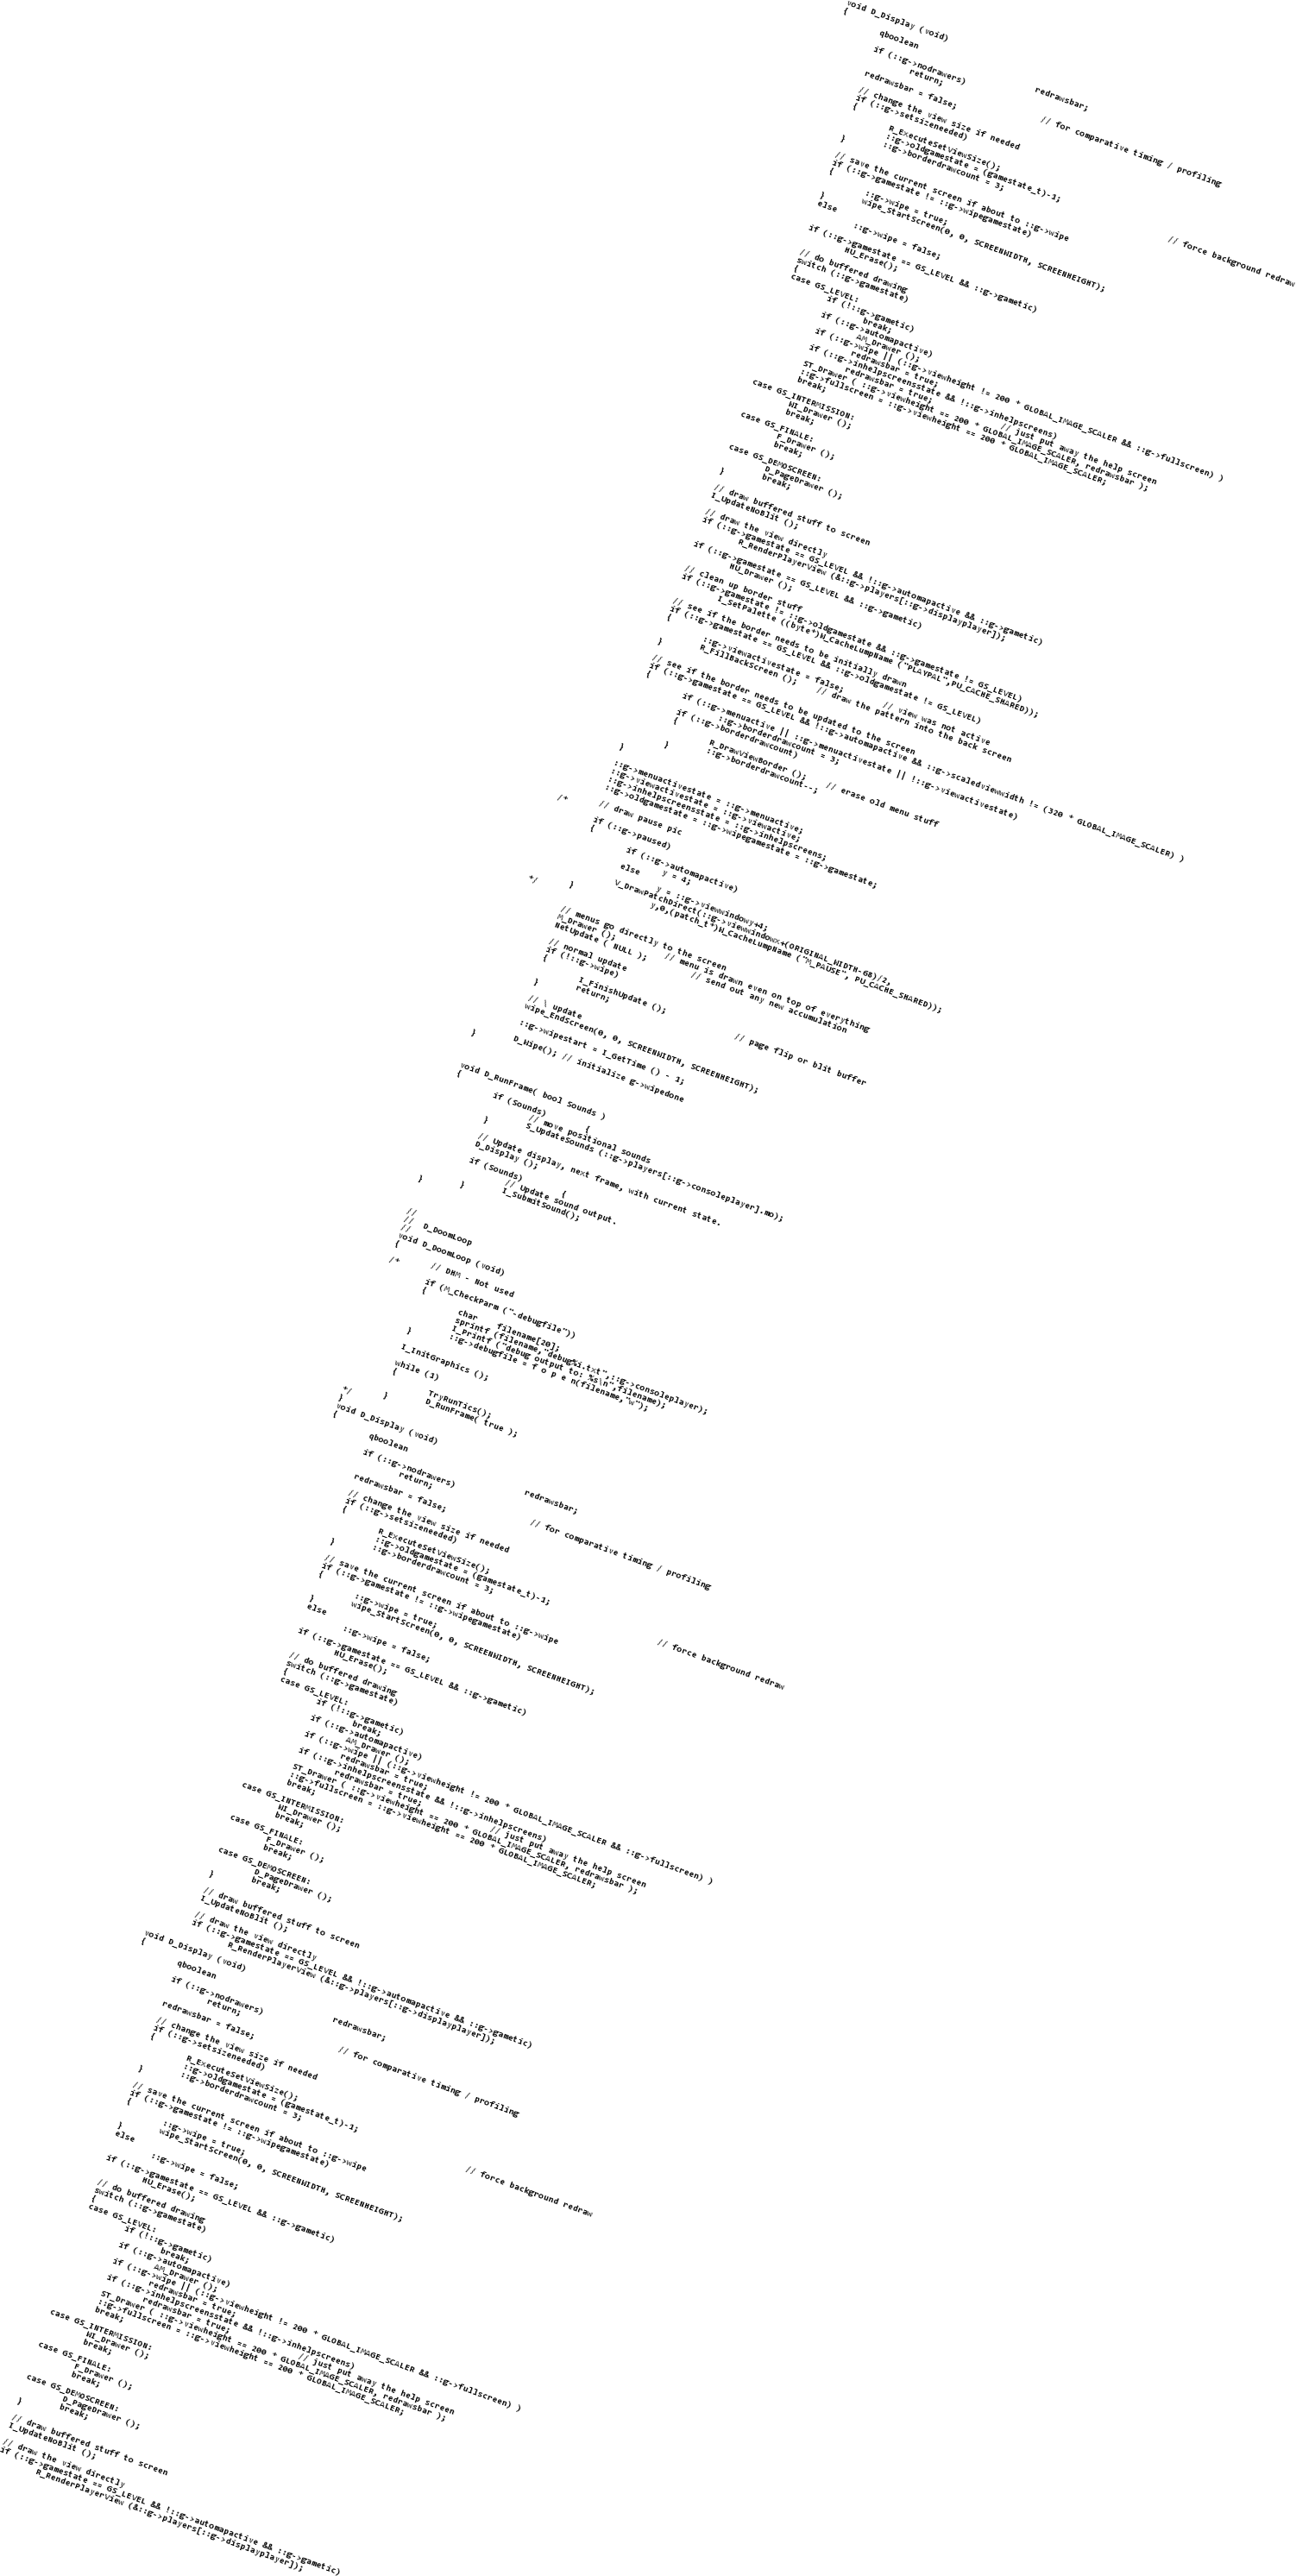 void D_Display (void)
{
qboolean redrawsbar;
if (::g->nodrawers)
return; // for comparative timing / profiling
redrawsbar = false;
// change the view size if needed
if (::g->setsizeneeded)
{
R_ExecuteSetViewSize();
::g->oldgamestate = (gamestate_t)-1; // force background redraw
::g->borderdrawcount = 3;
}
// save the current screen if about to ::g->wipe
if (::g->gamestate != ::g->wipegamestate)
{
::g->wipe = true;
wipe_StartScreen(0, 0, SCREENWIDTH, SCREENHEIGHT);
}
else
::g->wipe = false;
if (::g->gamestate == GS_LEVEL && ::g->gametic)
HU_Erase();
// do buffered drawing
switch (::g->gamestate)
{
case GS_LEVEL:
if (!::g->gametic)
break;
if (::g->automapactive)
AM_Drawer ();
if (::g->wipe || (::g->viewheight != 200 * GLOBAL_IMAGE_SCALER && ::g->fullscreen) )
redrawsbar = true;
if (::g->inhelpscreensstate && !::g->inhelpscreens)
redrawsbar = true; // just put away the help screen
ST_Drawer ( ::g->viewheight == 200 * GLOBAL_IMAGE_SCALER, redrawsbar );
::g->fullscreen = ::g->viewheight == 200 * GLOBAL_IMAGE_SCALER;
break;
case GS_INTERMISSION:
WI_Drawer ();
break;
case GS_FINALE:
F_Drawer ();
break;
case GS_DEMOSCREEN:
D_PageDrawer ();
break;
}
// draw buffered stuff to screen
I_UpdateNoBlit ();
// draw the view directly
if (::g->gamestate == GS_LEVEL && !::g->automapactive && ::g->gametic)
R_RenderPlayerView (&::g->players[::g->displayplayer]);
if (::g->gamestate == GS_LEVEL && ::g->gametic)
HU_Drawer ();
// clean up border stuff
if (::g->gamestate != ::g->oldgamestate && ::g->gamestate != GS_LEVEL)
I_SetPalette ((byte*)W_CacheLumpName ("PLAYPAL",PU_CACHE_SHARED));
// see if the border needs to be initially drawn
if (::g->gamestate == GS_LEVEL && ::g->oldgamestate != GS_LEVEL)
{
::g->viewactivestate = false; // view was not active
R_FillBackScreen (); // draw the pattern into the back screen
}
// see if the border needs to be updated to the screen
if (::g->gamestate == GS_LEVEL && !::g->automapactive && ::g->scaledviewwidth != (320 * GLOBAL_IMAGE_SCALER) )
{
if (::g->menuactive || ::g->menuactivestate || !::g->viewactivestate)
::g->borderdrawcount = 3;
if (::g->borderdrawcount)
{
R_DrawViewBorder (); // erase old menu stuff
::g->borderdrawcount--;
}
}
::g->menuactivestate = ::g->menuactive;
::g->viewactivestate = ::g->viewactive;
::g->inhelpscreensstate = ::g->inhelpscreens;
::g->oldgamestate = ::g->wipegamestate = ::g->gamestate;
/*
// draw pause pic
if (::g->paused)
{
if (::g->automapactive)
y = 4;
else
y = ::g->viewwindowy+4;
V_DrawPatchDirect(::g->viewwindowx+(ORIGINAL_WIDTH-68)/2,
y,0,(patch_t*)W_CacheLumpName ("M_PAUSE", PU_CACHE_SHARED));
}
*/
// menus go directly to the screen
M_Drawer (); // menu is drawn even on top of everything
NetUpdate ( NULL ); // send out any new accumulation
// normal update
if (!::g->wipe)
{
I_FinishUpdate (); // page flip or blit buffer
return;
}
// \ update
wipe_EndScreen(0, 0, SCREENWIDTH, SCREENHEIGHT);
::g->wipestart = I_GetTime () - 1;
D_Wipe(); // initialize g->wipedone
}
void D_RunFrame( bool Sounds )
{
if (Sounds) {
// move positional sounds
S_UpdateSounds (::g->players[::g->consoleplayer].mo);
}
// Update display, next frame, with current state.
D_Display ();
if (Sounds) {
// Update sound output.
I_SubmitSound();
}
}
//
//
// D_DoomLoop
void D_DoomLoop (void)
{
/* // DHM - Not used
if (M_CheckParm ("-debugfile"))
{
char filename[20];
sprintf (filename,"debug%i.txt",::g->consoleplayer);
I_Printf ("debug output to: %s\n",filename);
::g->debugfile = f o p e n(filename,"w");
}
I_InitGraphics ();
while (1)
{
TryRunTics();
D_RunFrame( true );
}
*/
}
void D_Display (void)
{
qboolean redrawsbar;
if (::g->nodrawers)
return; // for comparative timing / profiling
redrawsbar = false;
// change the view size if needed
if (::g->setsizeneeded)
{
R_ExecuteSetViewSize();
::g->oldgamestate = (gamestate_t)-1; // force background redraw
::g->borderdrawcount = 3;
}
// save the current screen if about to ::g->wipe
if (::g->gamestate != ::g->wipegamestate)
{
::g->wipe = true;
wipe_StartScreen(0, 0, SCREENWIDTH, SCREENHEIGHT);
}
else
::g->wipe = false;
if (::g->gamestate == GS_LEVEL && ::g->gametic)
HU_Erase();
// do buffered drawing
switch (::g->gamestate)
{
case GS_LEVEL:
if (!::g->gametic)
break;
if (::g->automapactive)
AM_Drawer ();
if (::g->wipe || (::g->viewheight != 200 * GLOBAL_IMAGE_SCALER && ::g->fullscreen) )
redrawsbar = true;
if (::g->inhelpscreensstate && !::g->inhelpscreens)
redrawsbar = true; // just put away the help screen
ST_Drawer ( ::g->viewheight == 200 * GLOBAL_IMAGE_SCALER, redrawsbar );
::g->fullscreen = ::g->viewheight == 200 * GLOBAL_IMAGE_SCALER;
break;
case GS_INTERMISSION:
WI_Drawer ();
break;
case GS_FINALE:
F_Drawer ();
break;
case GS_DEMOSCREEN:
D_PageDrawer ();
break;
}
// draw buffered stuff to screen
I_UpdateNoBlit ();
// draw the view directly
if (::g->gamestate == GS_LEVEL && !::g->automapactive && ::g->gametic)
R_RenderPlayerView (&::g->players[::g->displayplayer]);
void D_Display (void)
{
qboolean redrawsbar;
if (::g->nodrawers)
return; // for comparative timing / profiling
redrawsbar = false;
// change the view size if needed
if (::g->setsizeneeded)
{
R_ExecuteSetViewSize();
::g->oldgamestate = (gamestate_t)-1; // force background redraw
::g->borderdrawcount = 3;
}
// save the current screen if about to ::g->wipe
if (::g->gamestate != ::g->wipegamestate)
{
::g->wipe = true;
wipe_StartScreen(0, 0, SCREENWIDTH, SCREENHEIGHT);
}
else
::g->wipe = false;
if (::g->gamestate == GS_LEVEL && ::g->gametic)
HU_Erase();
// do buffered drawing
switch (::g->gamestate)
{
case GS_LEVEL:
if (!::g->gametic)
break;
if (::g->automapactive)
AM_Drawer ();
if (::g->wipe || (::g->viewheight != 200 * GLOBAL_IMAGE_SCALER && ::g->fullscreen) )
redrawsbar = true;
if (::g->inhelpscreensstate && !::g->inhelpscreens)
redrawsbar = true; // just put away the help screen
ST_Drawer ( ::g->viewheight == 200 * GLOBAL_IMAGE_SCALER, redrawsbar );
::g->fullscreen = ::g->viewheight == 200 * GLOBAL_IMAGE_SCALER;
break;
case GS_INTERMISSION:
WI_Drawer ();
break;
case GS_FINALE:
F_Drawer ();
break;
case GS_DEMOSCREEN:
D_PageDrawer ();
break;
}
// draw buffered stuff to screen
I_UpdateNoBlit ();
// draw the view directly
if (::g->gamestate == GS_LEVEL && !::g->automapactive && ::g->gametic)
R_RenderPlayerView (&::g->players[::g->displayplayer]);